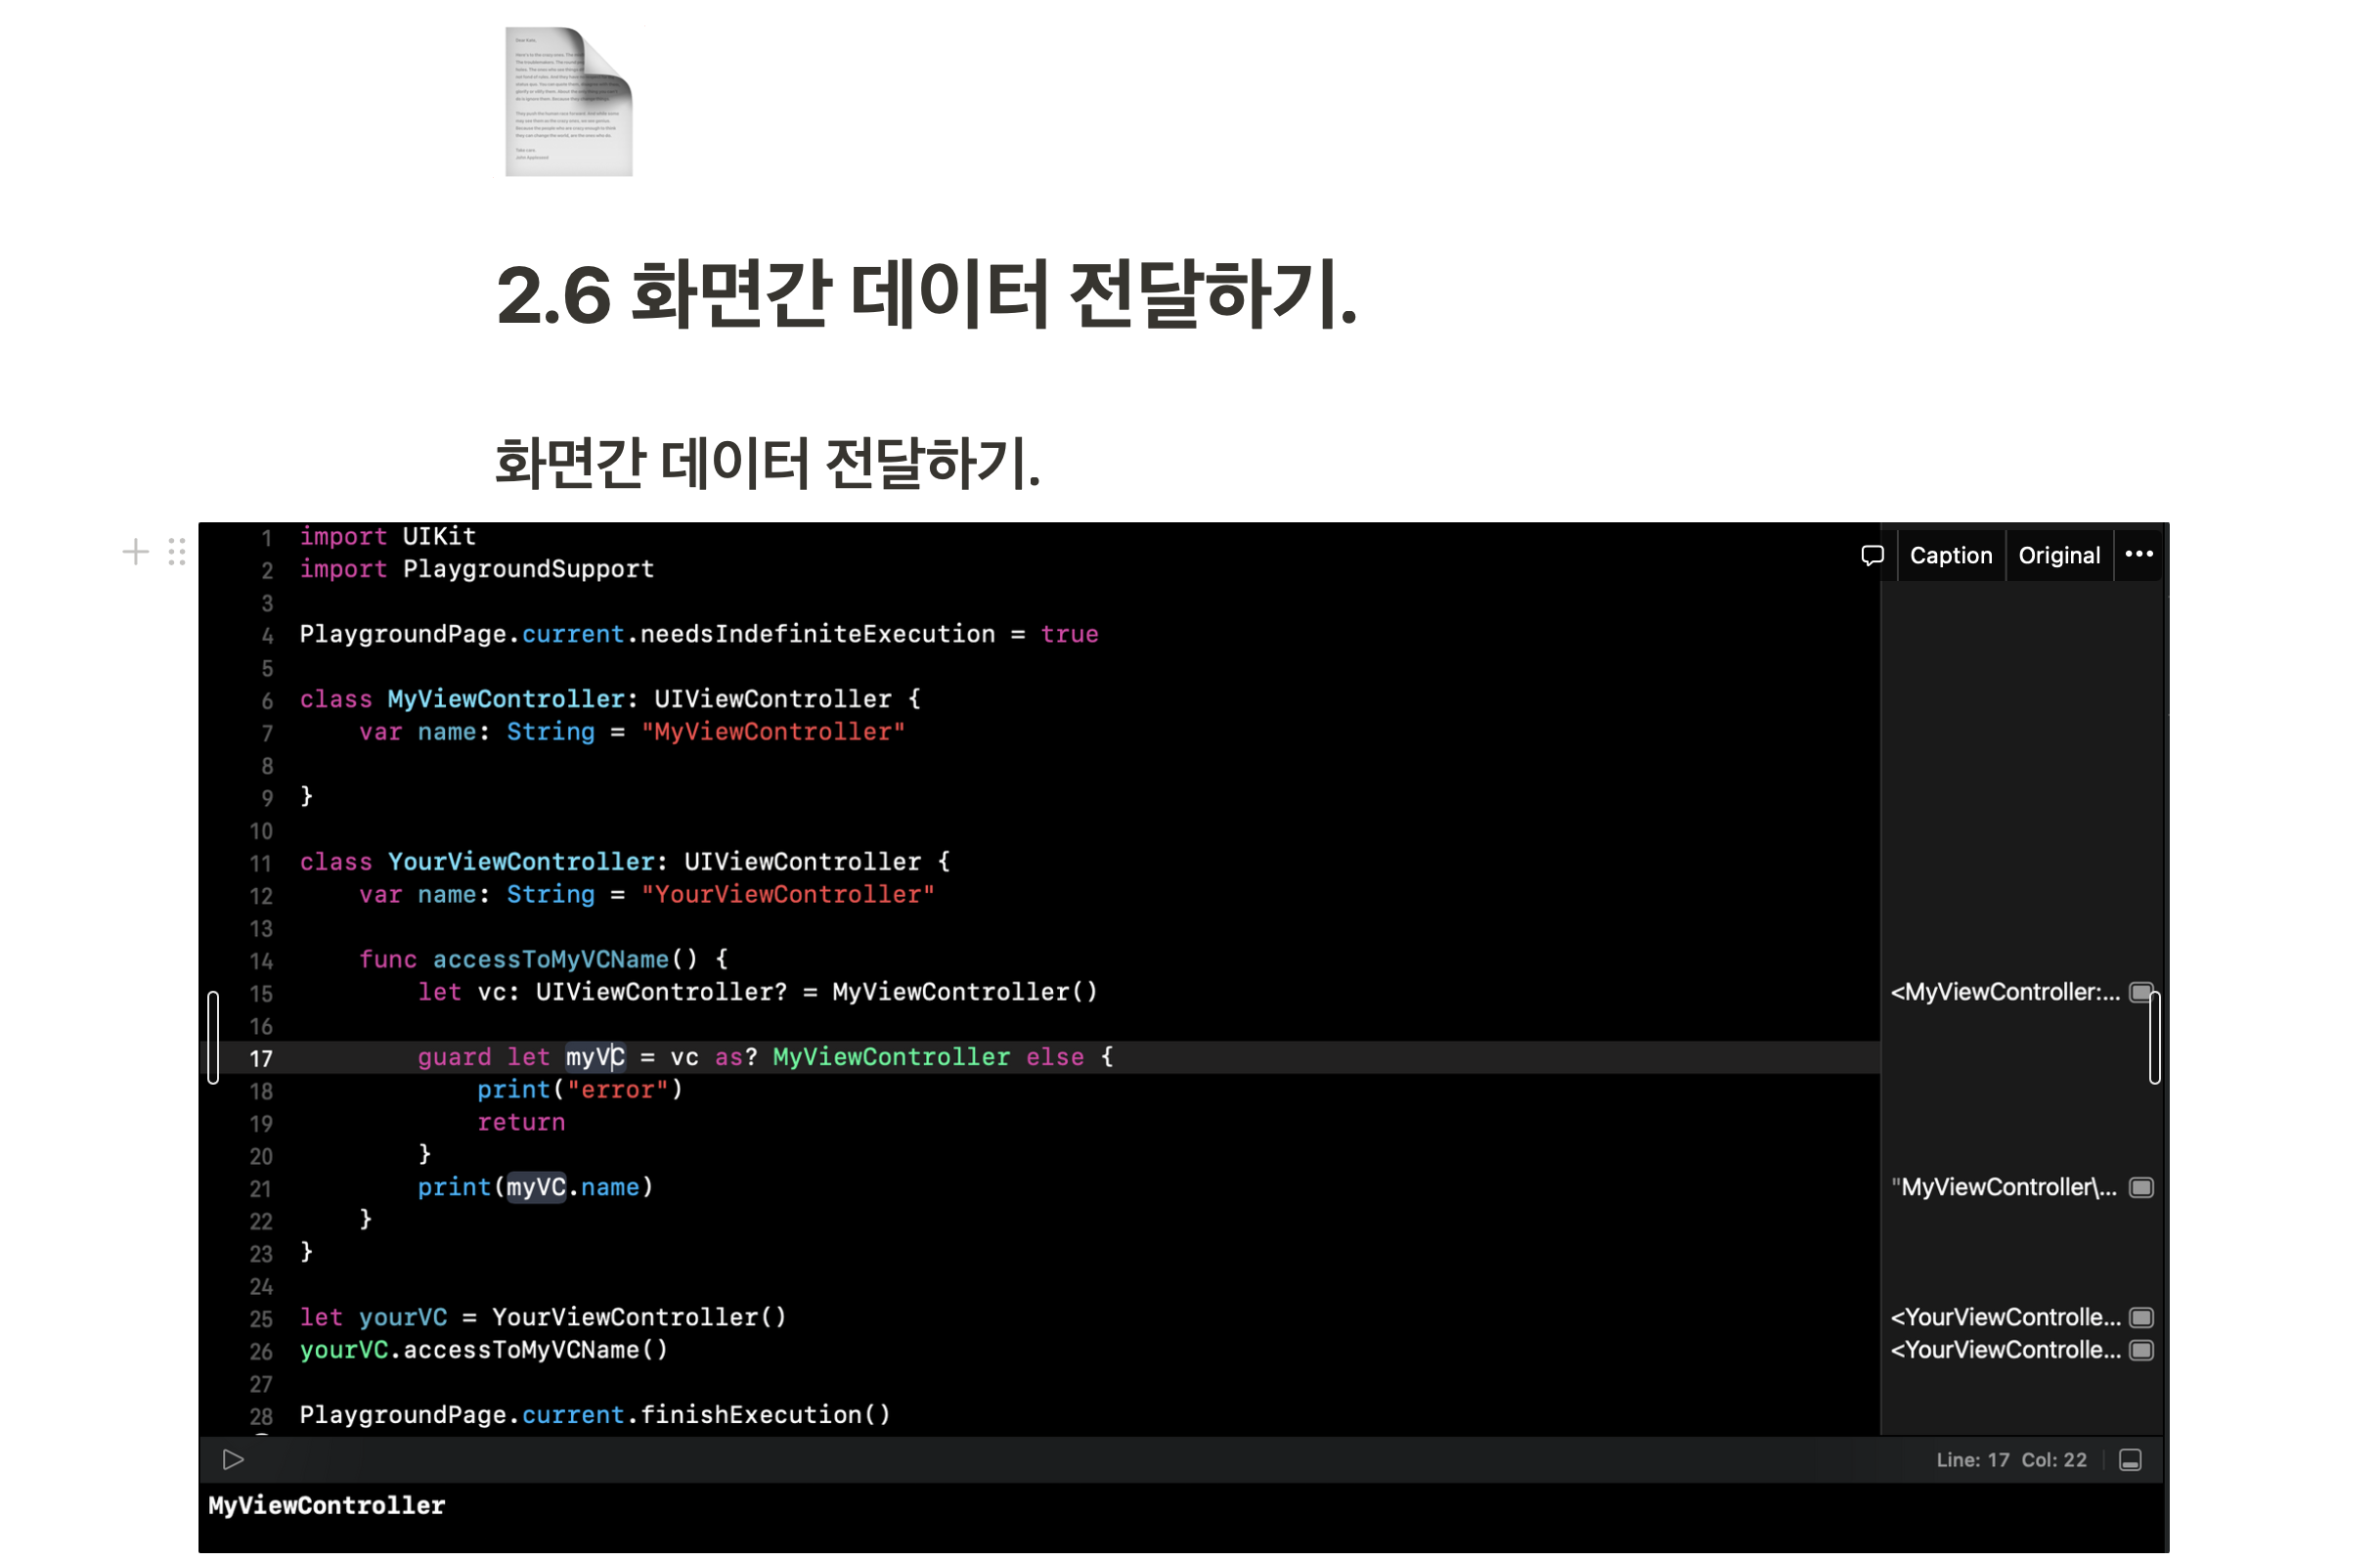 2.6 화면간 데이터 전달하기.
화면간 데이터 전달하기.
Caption Original •••
1 import UIKit
2 import PlaygroundSupport
3
4 PlaygroundPage.current.needsIndefiniteExecution = true
5
6 class MyViewController: UIViewController {
7     var name: String = "MyViewController"
8
9 }
10
11 class YourViewController: UIViewController {
12     var name: String = "YourViewController"
13
14     func accessToMyVCName() {
15         let vc: UIViewController? = MyViewController() <MyViewController:...
16
17         guard let myVC = vc as? MyViewController else {
18             print("error")
19             return
20         }
21         print(myVC.name) "MyViewController\...
22     }
23 }
24
25 let yourVC = YourViewController() <YourViewControlle...
26 yourVC.accessToMyVCName() <YourViewControlle...
27
28 PlaygroundPage.current.finishExecution()
Line: 17 Col: 22
MyViewController